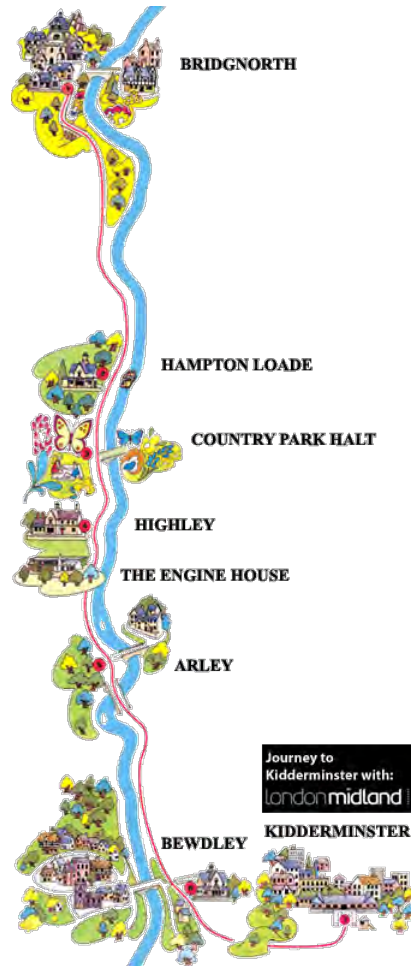 BRIDGNORTH
HAMPTON LOADE
COUNTRY PARK HALT
HIGHLEY
THE ENGINE HOUSE
ARLEY
Journey to
Kidderminster with:
londonmidland
BEWDLEY
KIDDERMINSTER